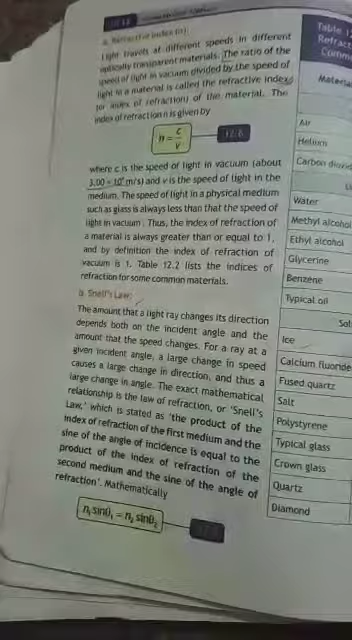 a. Refractive index (n):
Light travels at different speeds in different
optically transparent materials. The ratio of the
speed of light in vacuum divided by the speed of
light in a material is called the refractive index
(or index of refraction) of the material. The
index of refraction n is given by
n = c/v
12.6
where c is the speed of light in vacuum (about
3.00 × 10⁸ m/s) and v is the speed of light in the
medium. The speed of light in a physical medium
such as glass is always less than that the speed of
light in vacuum. Thus, the index of refraction of
a material is always greater than or equal to 1,
and by definition the index of refraction of
vacuum is 1. Table 12.2 lists the indices of
refraction for some common materials.
b. Snell's Law:
The amount that a light ray changes its direction
depends both on the incident angle and the
amount that the speed changes. For a ray at a
given incident angle, a large change in speed
causes a large change in direction, and thus a
large change in angle. The exact mathematical
relationship is the law of refraction, or 'Snell's
Law,' which is stated as 'the product of the
index of refraction of the first medium and the
sine of the angle of incidence is equal to the
product of the index of refraction of the
second medium and the sine of the angle of
refraction'. Mathematically
n₁ sinθ₁ = n₂ sinθ₂
Table 1
Refract
Comm
Materia
Air
Helium
Carbon dioxid
Water
Methyl alcohol
Ethyl alcohol
Glycerine
Benzene
Typical oil
Sol
Ice
Calcium fluoride
Fused quartz
Salt
Polystyrene
Typical glass
Crown glass
Quartz
Diamond